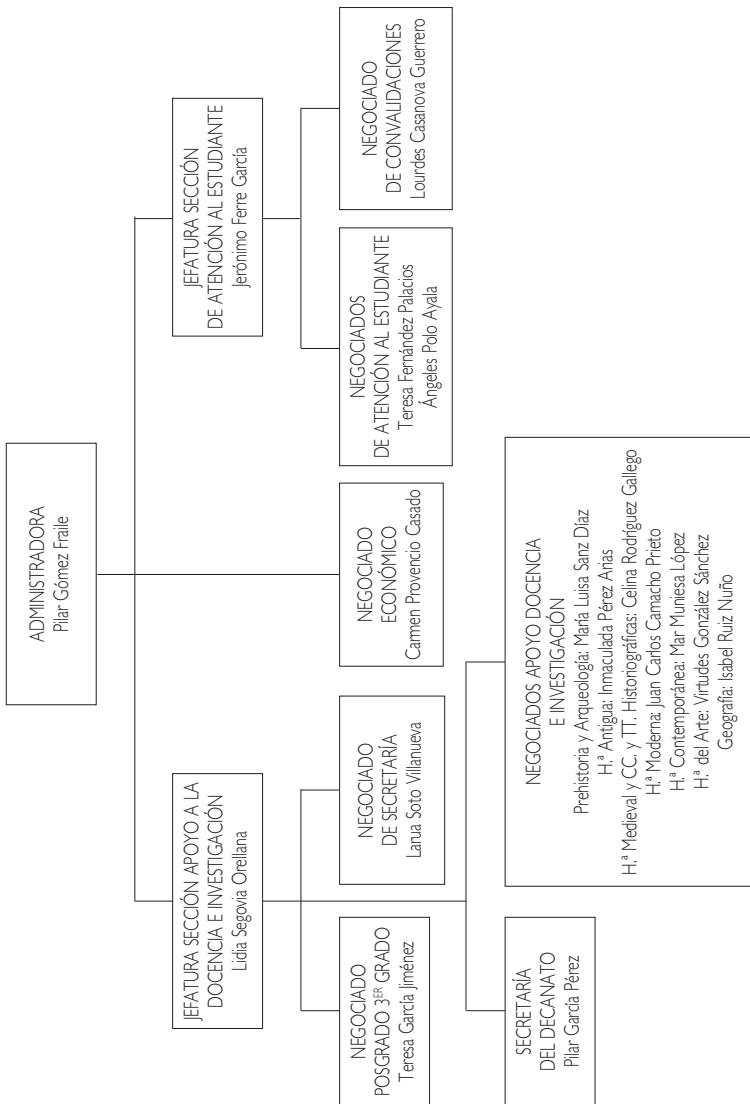 ADMINISTRADORA
Pilar Gómez Fraile
JEFATURA SECCIÓN APOYO A LA
DOCENCIA E INVESTIGACIÓN
Lidia Segovia Orellana
JEFATURA SECCIÓN
DE ATENCIÓN AL ESTUDIANTE
Jerónimo Ferre García
NEGOCIADO
POSGRADO 3ER GRADO
Teresa García Jiménez
NEGOCIADO
DE SECRETARÍA
Larua Soto Villanueva
NEGOCIADO
ECONÓMICO
Carmen Provencio Casado
NEGOCIADOS
DE ATENCIÓN AL ESTUDIANTE
Teresa Fernández Palacios
Ángeles Polo Ayala
NEGOCIADO
DE CONVALIDACIONES
Lourdes Casanova Guerrero
SECRETARÍA
DEL DECANATO
Pilar García Pérez
NEGOCIADOS APOYO DOCENCIA
E INVESTIGACIÓN
Prehistoria y Arqueología: María Luisa Sanz Díaz
H.ª Antigua: Inmaculada Pérez Arias
H.ª Medieval y CC. y TT. Historiográficas: Celina Rodríguez Gallego
H.ª Moderna: Juan Carlos Camacho Prieto
H.ª Contemporánea: Mar Muniesa López
H.ª del Arte: Virtudes González Sánchez
Geografía: Isabel Ruiz Nuño